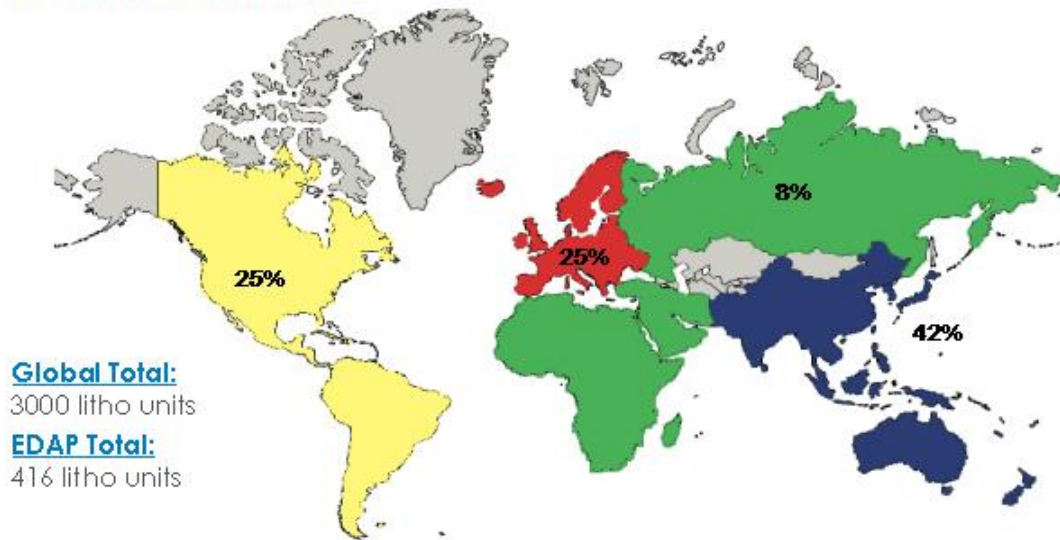 8%
25%
25%
42%
Global Total:
3000 litho units
EDAP Total:
416 litho units